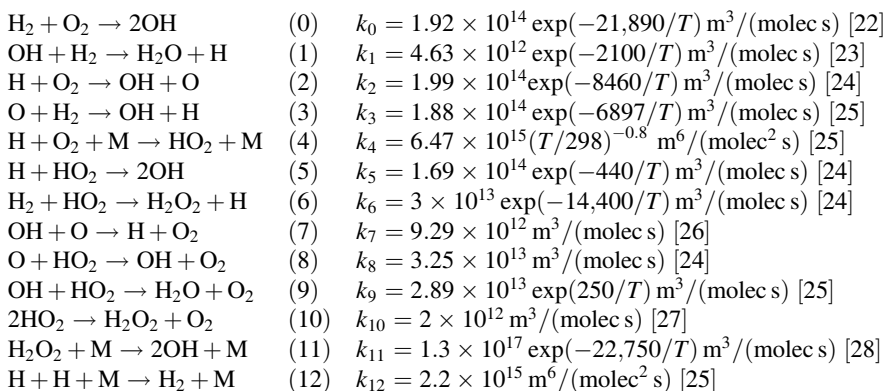 H₂ + O₂ → 2OH (0) k₀ = 1.92 × 10¹⁴ exp(−21,890/T) m³/(molec s) [22]
OH + H₂ → H₂O + H (1) k₁ = 4.63 × 10¹² exp(−2100/T) m³/(molec s) [23]
H + O₂ → OH + O (2) k₂ = 1.99 × 10¹⁴exp(−8460/T) m³/(molec s) [24]
O + H₂ → OH + H (3) k₃ = 1.88 × 10¹⁴ exp(−6897/T) m³/(molec s) [25]
H + O₂ + M → HO₂ + M (4) k₄ = 6.47 × 10¹⁵(T/298)⁻⁰·⁸ m⁶/(molec² s) [25]
H + HO₂ → 2OH (5) k₅ = 1.69 × 10¹⁴ exp(−440/T) m³/(molec s) [24]
H₂ + HO₂ → H₂O₂ + H (6) k₆ = 3 × 10¹³ exp(−14,400/T) m³/(molec s) [24]
OH + O → H + O₂ (7) k₇ = 9.29 × 10¹² m³/(molec s) [26]
O + HO₂ → OH + O₂ (8) k₈ = 3.25 × 10¹³ m³/(molec s) [24]
OH + HO₂ → H₂O + O₂ (9) k₉ = 2.89 × 10¹³ exp(250/T) m³/(molec s) [25]
2HO₂ → H₂O₂ + O₂ (10) k₁₀ = 2 × 10¹² m³/(molec s) [27]
H₂O₂ + M → 2OH + M (11) k₁₁ = 1.3 × 10¹⁷ exp(−22,750/T) m³/(molec s) [28]
H + H + M → H₂ + M (12) k₁₂ = 2.2 × 10¹⁵ m⁶/(molec² s) [25]